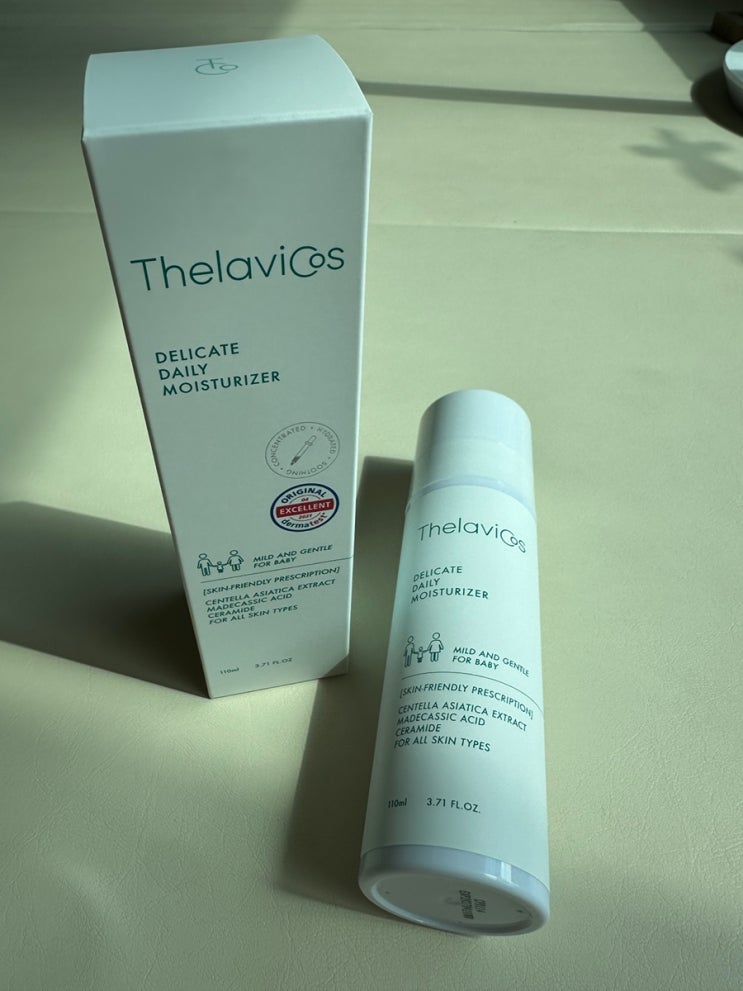 ThelaviCos
DELICATE
DAILY
MOISTURIZER
CONCENTRATED • HYDRATED • SOOTHING •
ORIGINAL
EXCELLENT
dermatest
MILD AND GENTLE
FOR BABY
[SKIN-FRIENDLY PRESCRIPTION]
CENTELLA ASIATICA EXTRACT
MADECASSIC ACID
CERAMIDE
FOR ALL SKIN TYPES
110ml 3.71 FL.OZ
ThelaviCos
DELICATE
DAILY
MOISTURIZER
MILD AND GENTLE
FOR BABY
[SKIN-FRIENDLY PRESCRIPTION]
CENTELLA ASIATICA EXTRACT
MADECASSIC ACID
CERAMIDE
FOR ALL SKIN TYPES
110ml 3.71 FL.OZ.